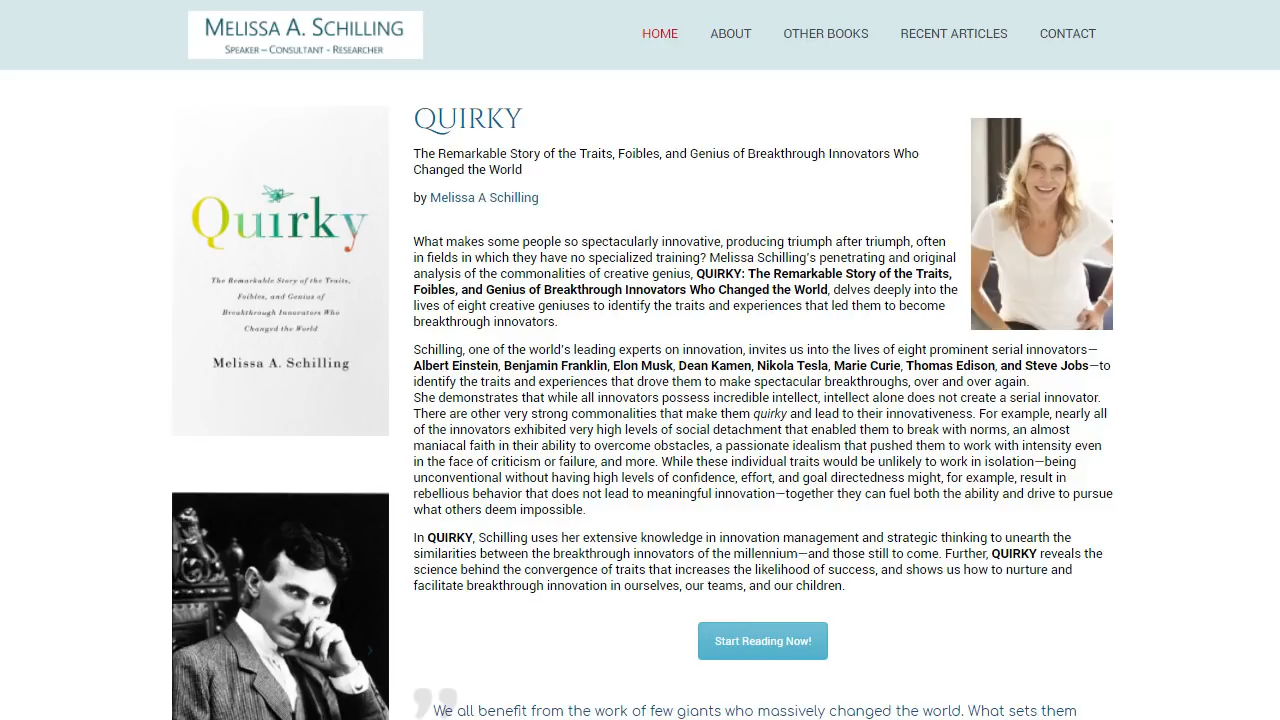 MELISSA A. SCHILLING
SPEAKER – CONSULTANT - RESEARCHER
HOME
ABOUT
OTHER BOOKS
RECENT ARTICLES
CONTACT
Quirky
The Remarkable Story of the Traits,
Foibles, and Genius of
Breakthrough Innovators Who
Changed the World
Melissa A. Schilling
QUIRKY
The Remarkable Story of the Traits, Foibles, and Genius of Breakthrough Innovators Who
Changed the World
by Melissa A Schilling
What makes some people so spectacularly innovative, producing triumph after triumph, often
in fields in which they have no specialized training? Melissa Schilling's penetrating and original
analysis of the commonalities of creative genius, QUIRKY: The Remarkable Story of the Traits,
Foibles, and Genius of Breakthrough Innovators Who Changed the World, delves deeply into the
lives of eight creative geniuses to identify the traits and experiences that led them to become
breakthrough innovators.
Schilling, one of the world's leading experts on innovation, invites us into the lives of eight prominent serial innovators—
Albert Einstein, Benjamin Franklin, Elon Musk, Dean Kamen, Nikola Tesla, Marie Curie, Thomas Edison, and Steve Jobs—to
identify the traits and experiences that drove them to make spectacular breakthroughs, over and over again.
She demonstrates that while all innovators possess incredible intellect, intellect alone does not create a serial innovator.
There are other very strong commonalities that make them quirky and lead to their innovativeness. For example, nearly all
of the innovators exhibited very high levels of social detachment that enabled them to break with norms, an almost
maniacal faith in their ability to overcome obstacles, a passionate idealism that pushed them to work with intensity even
in the face of criticism or failure, and more. While these individual traits would be unlikely to work in isolation—being
unconventional without having high levels of confidence, effort, and goal directedness might, for example, result in
rebellious behavior that does not lead to meaningful innovation—together they can fuel both the ability and drive to pursue
what others deem impossible.
In QUIRKY, Schilling uses her extensive knowledge in innovation management and strategic thinking to unearth the
similarities between the breakthrough innovators of the millennium—and those still to come. Further, QUIRKY reveals the
science behind the convergence of traits that increases the likelihood of success, and shows us how to nurture and
facilitate breakthrough innovation in ourselves, our teams, and our children.
Start Reading Now!
We all benefit from the work of few giants who massively changed the world. What sets them